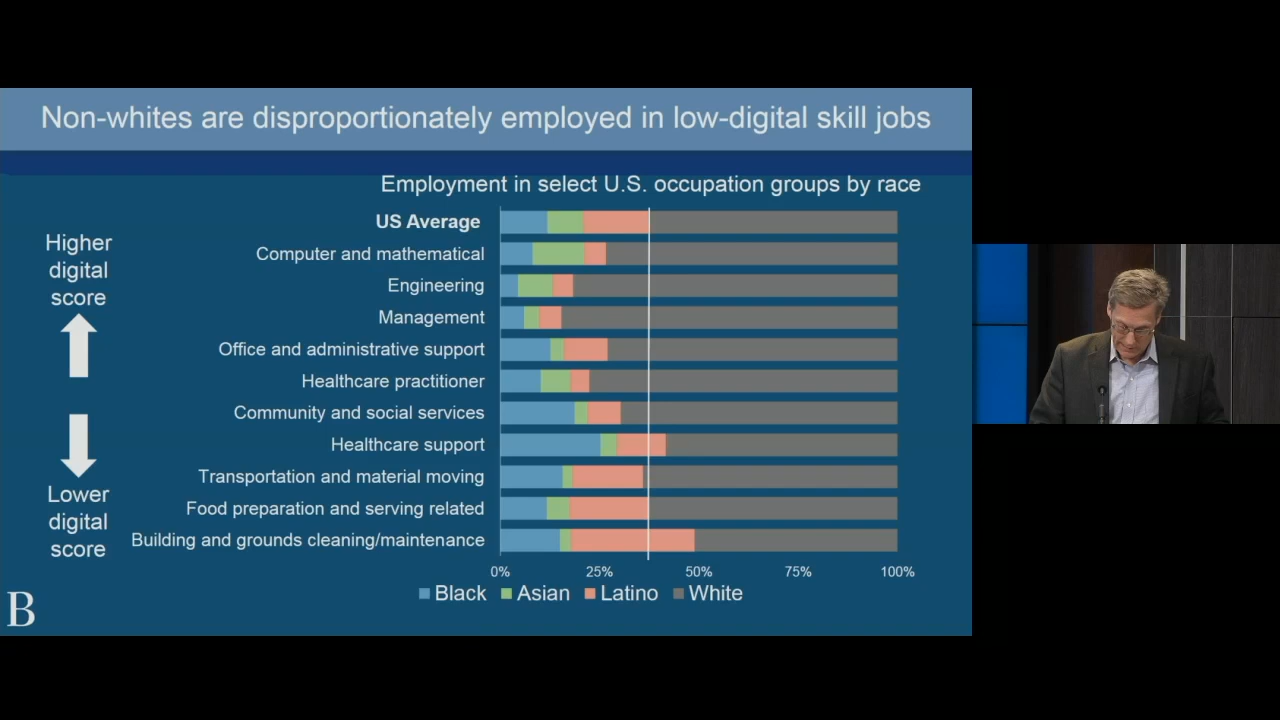 Non-whites are disproportionately employed in low-digital skill jobs
Employment in select U.S. occupation groups by race
Higher
digital
score
Lower
digital
score
US Average
Computer and mathematical
Engineering
Management
Office and administrative support
Healthcare practitioner
Community and social services
Healthcare support
Transportation and material moving
Food preparation and serving related
Building and grounds cleaning/maintenance
0% 25% 50% 75% 100%
Black Asian Latino White
B